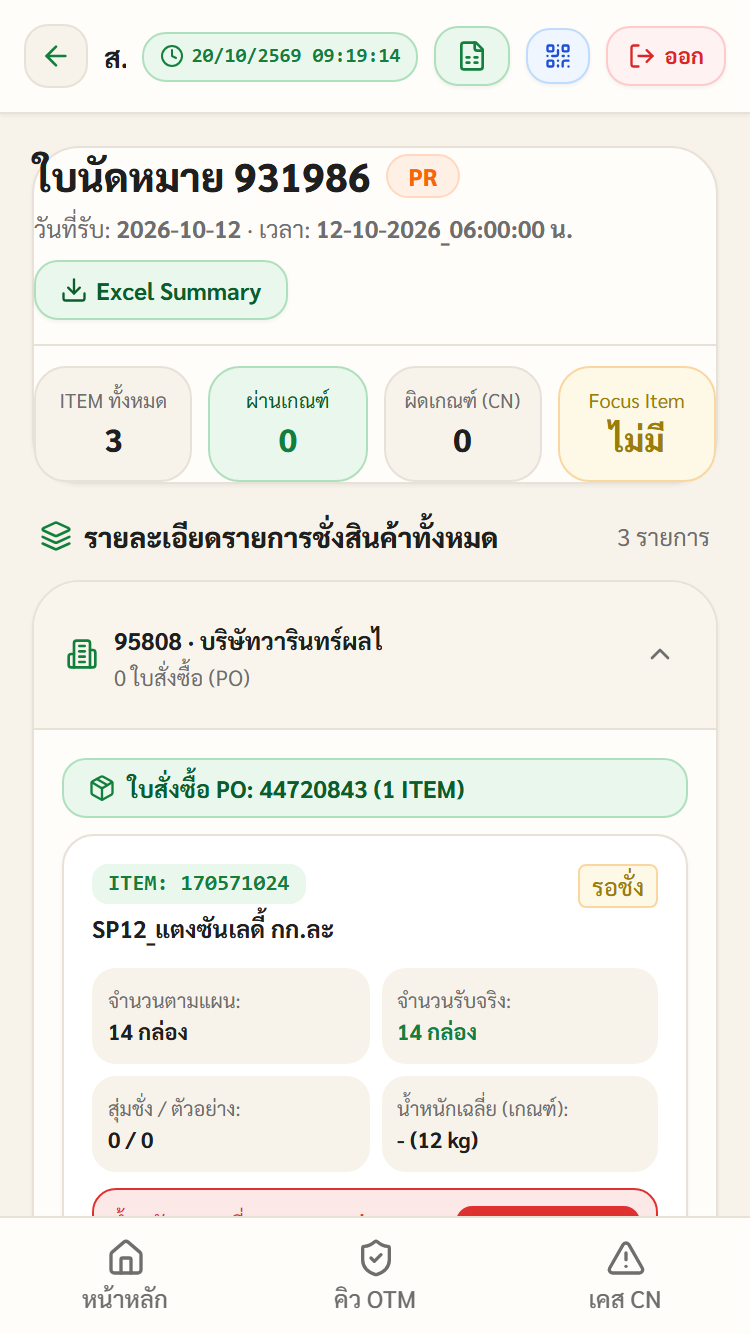 ส.
20/10/2569 09:19:14
ออก
ใบนัดหมาย 931986 PR
วันที่รับ: 2026-10-12 · เวลา: 12-10-2026_06:00:00 น.
Excel Summary
ITEM ทั้งหมด
3
ผ่านเกณฑ์
0
ผิดเกณฑ์ (CN)
0
Focus Item
ไม่มี
รายละเอียดรายการชั่งสินค้าทั้งหมด
3 รายการ
95808 · บริษัทวารินทร์ผลไ
0 ใบสั่งซื้อ (PO)
ใบสั่งซื้อ PO: 44720843 (1 ITEM)
ITEM: 170571024
รอชั่ง
SP12_แตงซันเลดี้ กก.ละ
จำนวนตามแผน:
14 กล่อง
จำนวนรับจริง:
14 กล่อง
สุ่มชั่ง / ตัวอย่าง:
0 / 0
น้ำหนักเฉลี่ย (เกณฑ์):
- (12 kg)
หน้าหลัก
คิว OTM
เคส CN